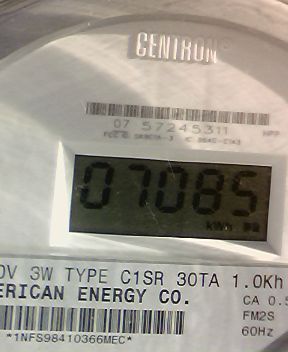 CENTRON
07 57245311
07085
kWh
0V 3W TYPE C1SR 30TA 1.0Kh
ERICAN ENERGY CO.
CA 0.5
FM2S
60Hz
*1NFS98410366MEC*